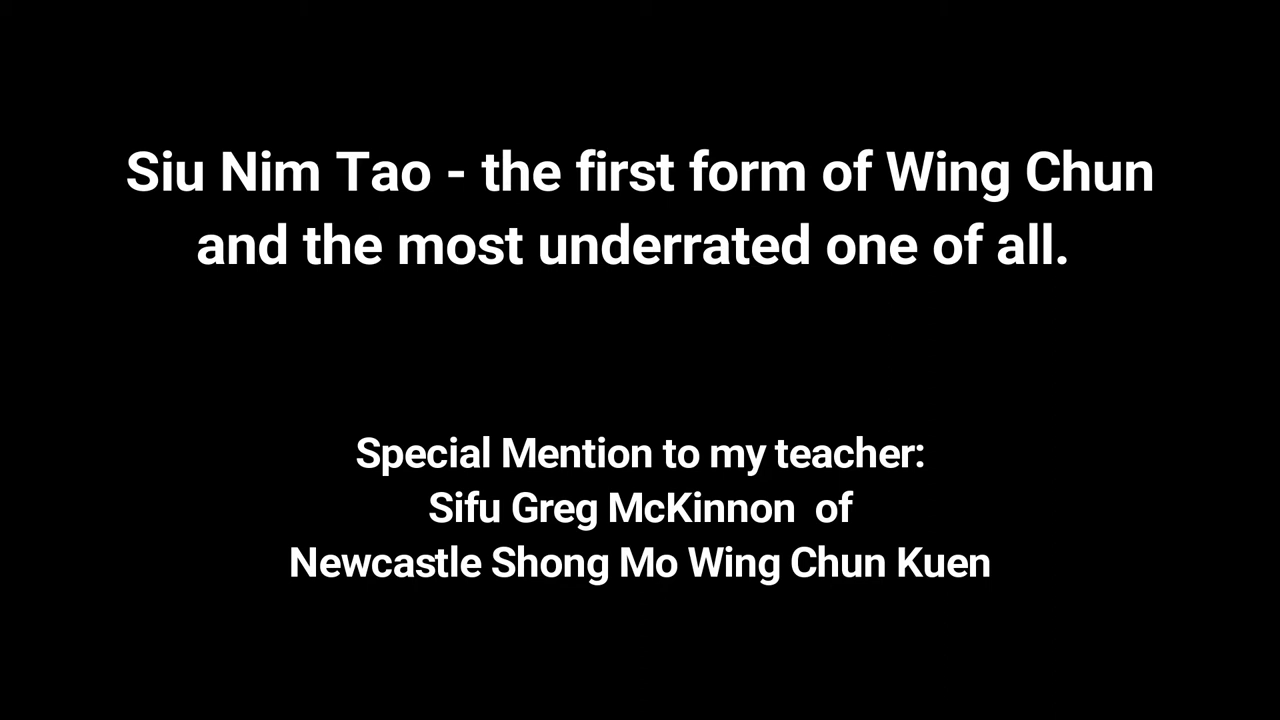 Siu Nim Tao - the first form of Wing Chun
and the most underrated one of all.
Special Mention to my teacher:
Sifu Greg McKinnon  of
Newcastle Shong Mo Wing Chun Kuen